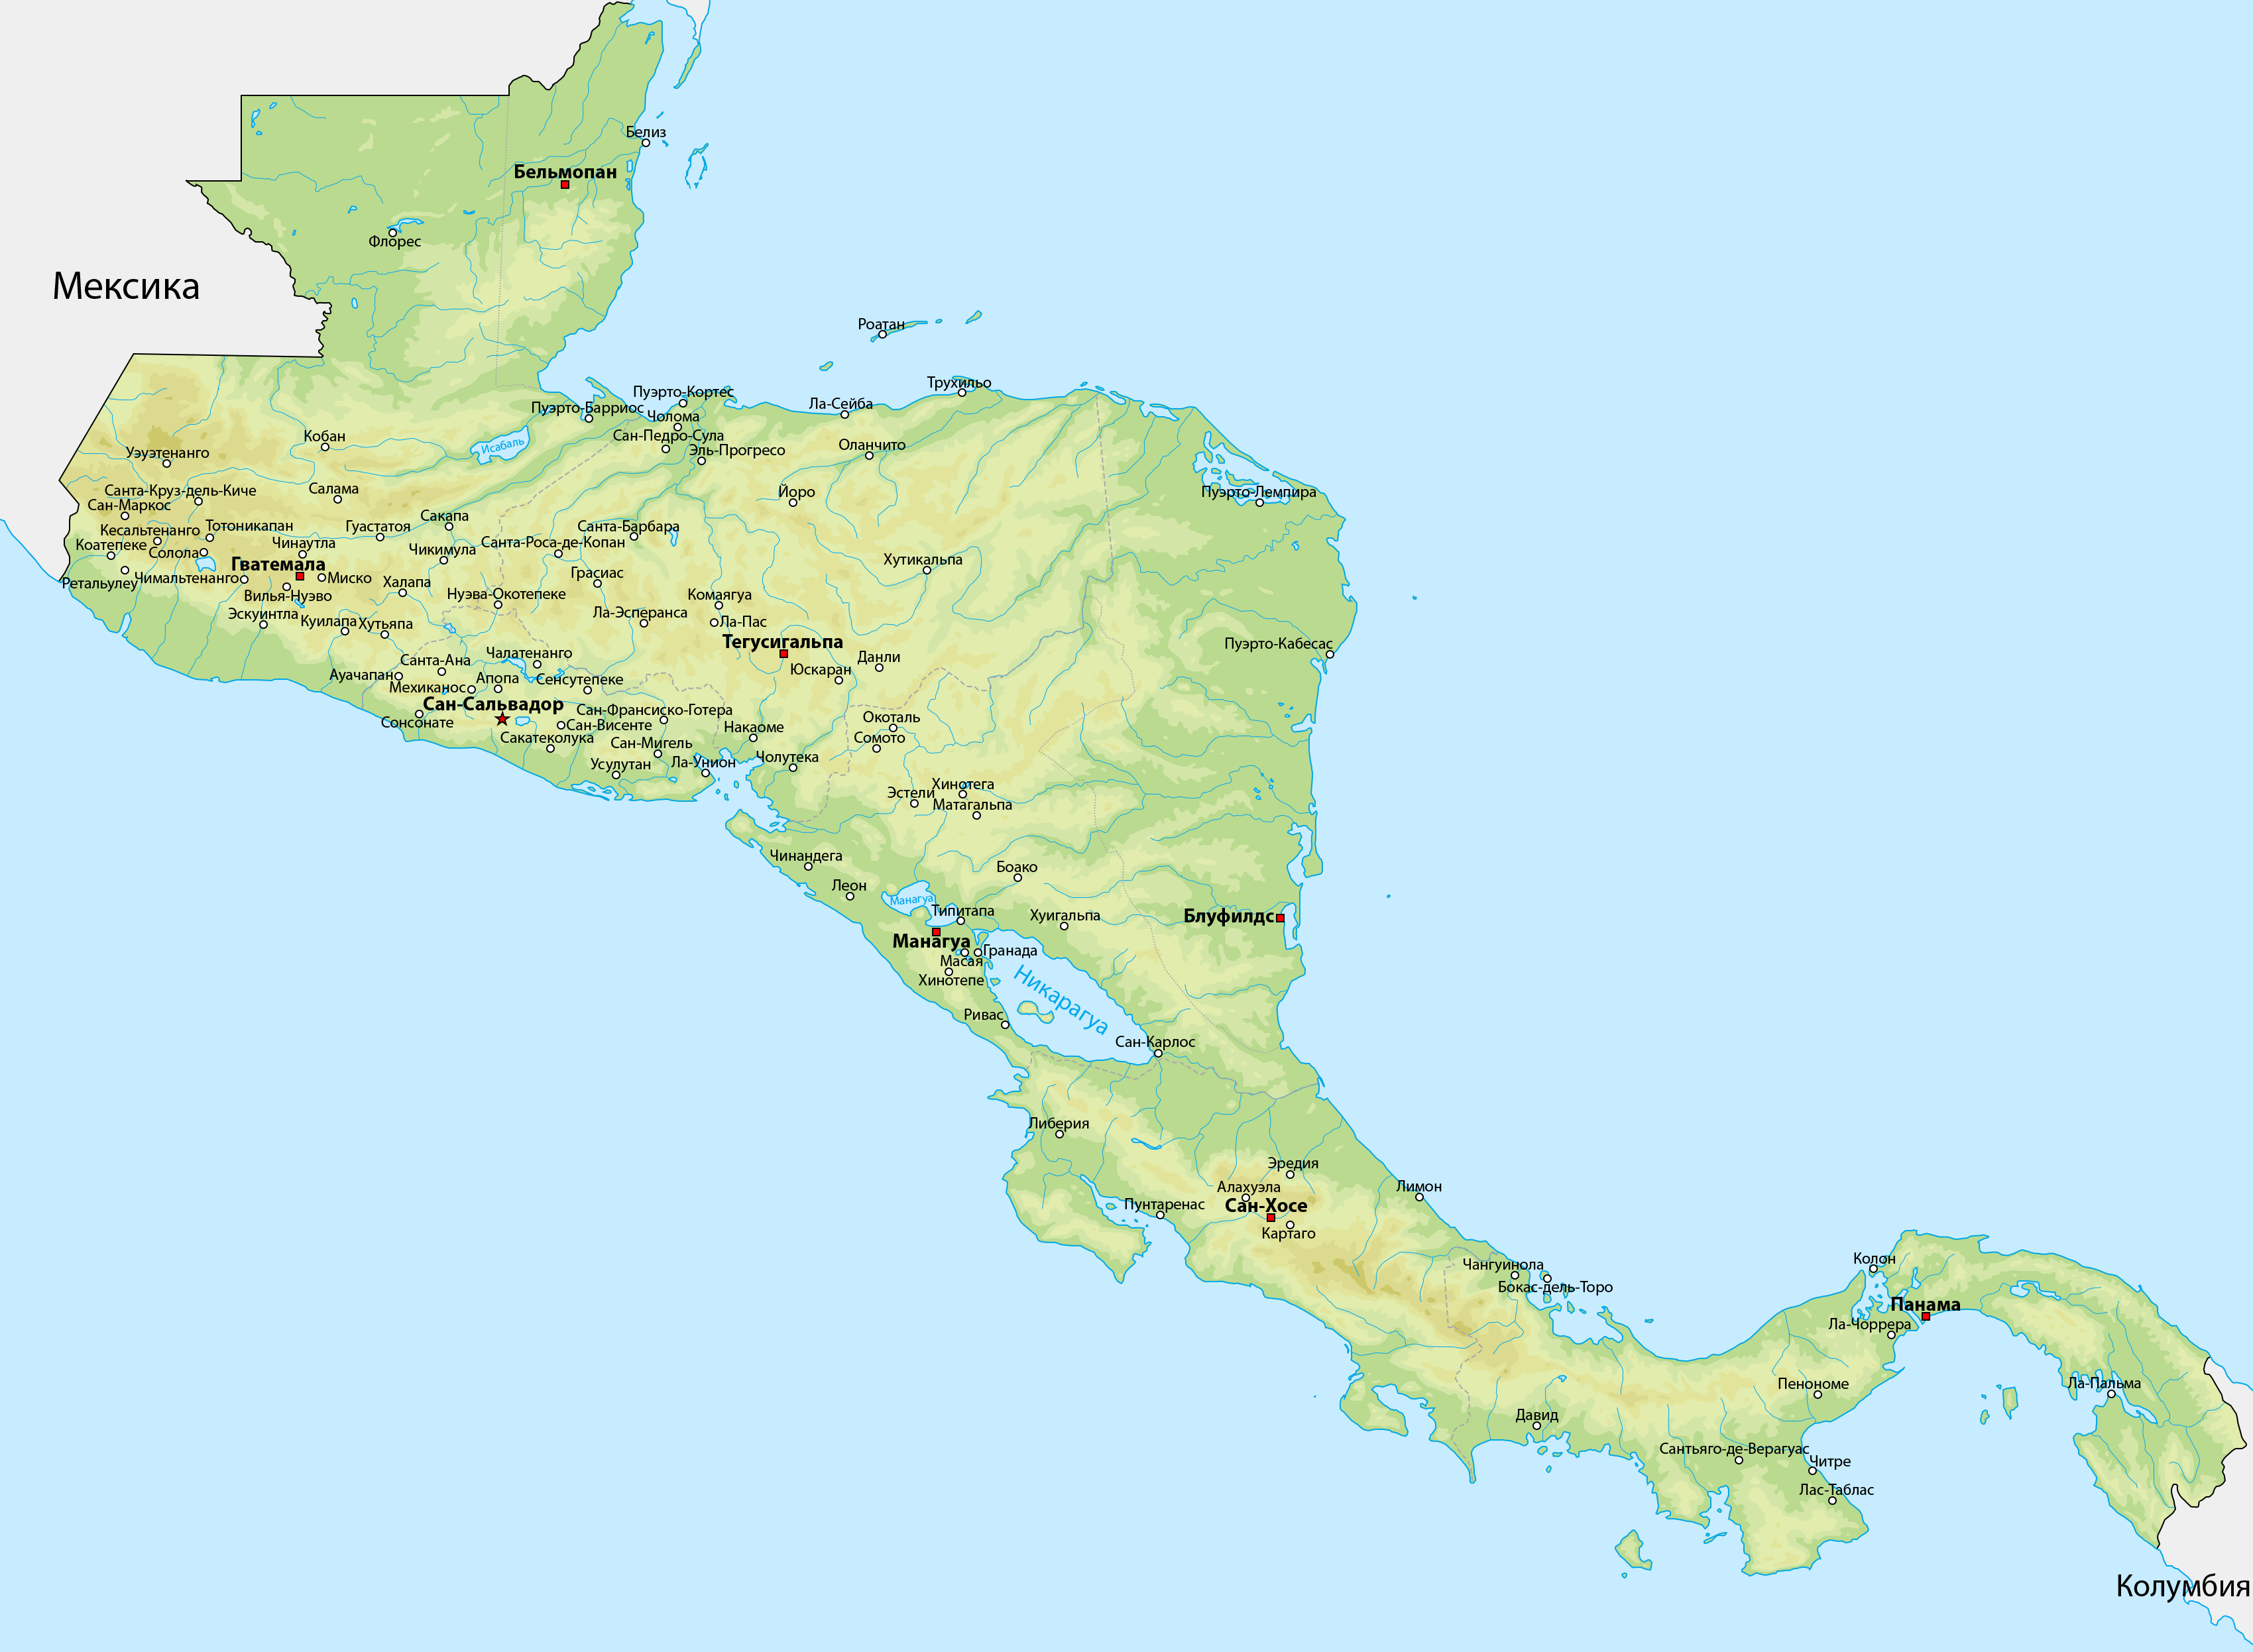 Белиз
Бельмопан
Флорес
Мексика
Роатан
Трухильо
Пуэрто-Кортес
Ла-Сейба
Пуэрто-Барриос
Чолома
Кобан
Сан-Педро-Сула
Исабаль
Оланчито
Эль-Прогресо
Уэуэтенанго
Салама
Санта-Круз-дель-Киче
Йоро
Пуэрто-Лемпира
Сан-Маркос
Сакапа
Тотоникапан
Гуастатоя
Санта-Барбара
Кесальтенанго
Чинаутла
Санта-Роса-де-Копан
Коатепеке
Солола
Чикимула
Хутикальпа
Гватемала
Грасиас
Чимальтенанго
Миско
Ретальулеу
Халапа
Вилья-Нуэво
Нуэва-Окотепеке
Комаягуа
Эскуинтла
Ла-Эсперанса
Куилапа
Хутьяпа
Ла-Пас
Тегусигальпа
Пуэрто-Кабесас
Чалатенанго
Данли
Санта-Ана
Юскаран
Ауачапан
Апопа
Сенсутепеке
Мехиканос
Сан-Сальвадор
Сан-Франсиско-Готера
Окоталь
Сонсонате
Сан-Висенте
Накаоме
Сакатеколука
Сомото
Сан-Мигель
Чолутека
Усулутан
Ла-Унион
Хинотега
Эстели
Матагальпа
Чинандега
Боако
Леон
Манагуа
Типитапа
Хуигальпа
Блуфилдс
Манагуа
Гранада
Масая
Хинотепе
Никарагуа
Ривас
Сан-Карлос
Либерия
Эредия
Алахуэла
Лимон
Пунтаренас
Сан-Хосе
Картаго
Колон
Чангуинола
Бокас-дель-Торо
Панама
Ла-Чоррера
Пенономе
Ла-Пальма
Давид
Сантьяго-де-Верагуас
Читре
Лас-Таблас
Колумбия